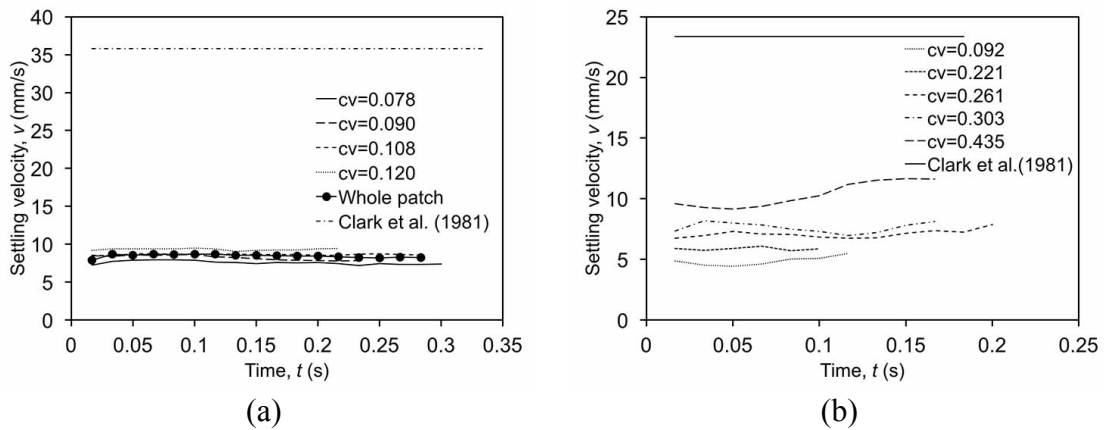 40
35
30
25
20
15
10
5
0
Settling velocity, v (mm/s)
cv=0.078
cv=0.090
cv=0.108
cv=0.120
Whole patch
Clark et al. (1981)
0 0.05 0.1 0.15 0.2 0.25 0.3 0.35
Time, t (s)
(a)
25
20
15
10
5
0
Settling velocity, v (mm/s)
cv=0.092
cv=0.221
cv=0.261
cv=0.303
cv=0.435
Clark et al.(1981)
0 0.05 0.1 0.15 0.2 0.25
Time, t (s)
(b)